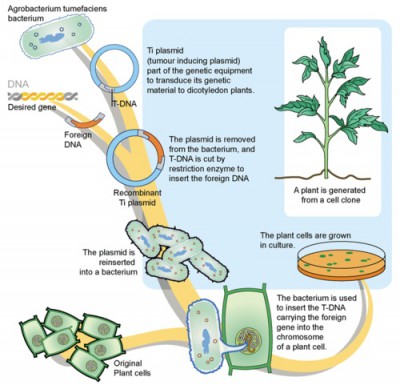 Agrobacterium tumefaciens
bacterium
Ti plasmid
(tumour inducing plasmid)
part of the genetic equipment
to transduce its genetic
material to dicotyledon plants.
T-DNA
DNA
Desired gene
Foreign
DNA
The plasmid is removed
from the bacterium, and
T-DNA is cut by
restriction enzyme to
insert the foreign DNA
Recombinant
Ti plasmid
A plant is generated
from a cell clone
The plasmid is
reinserted
into a bacterium
The plant cells are grown
in culture.
The bacterium is used
to insert the T-DNA
carrying the foreign
gene into the
chromosome
of a plant cell.
Original
Plant cells